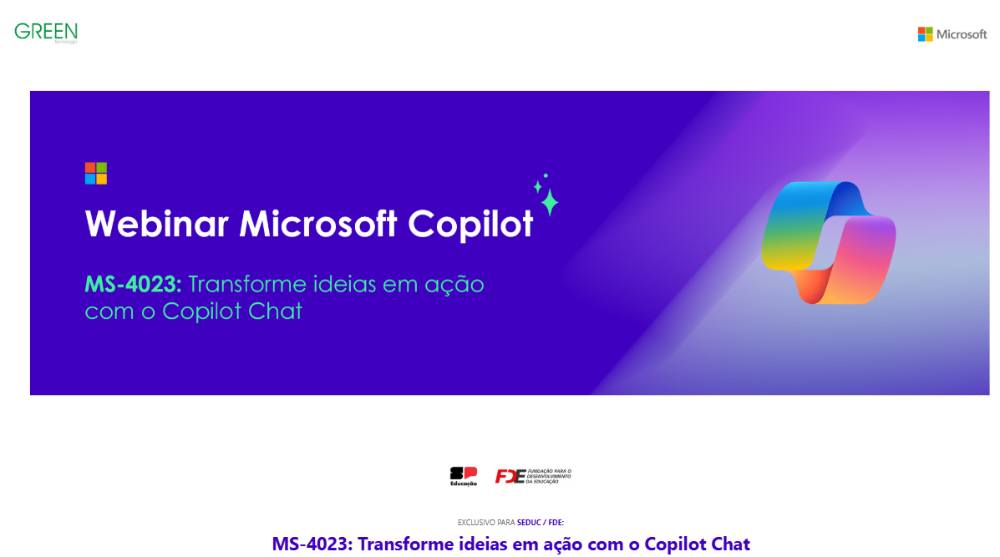 GREEN
tecnologia
Microsoft
Webinar Microsoft Copilot
MS-4023: Transforme ideias em ação
com o Copilot Chat
SP
Educação
FDE
FUNDAÇÃO PARA O
DESENVOLVIMENTO
DA EDUCAÇÃO
EXCLUSIVO PARA SEDUC / FDE:
MS-4023: Transforme ideias em ação com o Copilot Chat